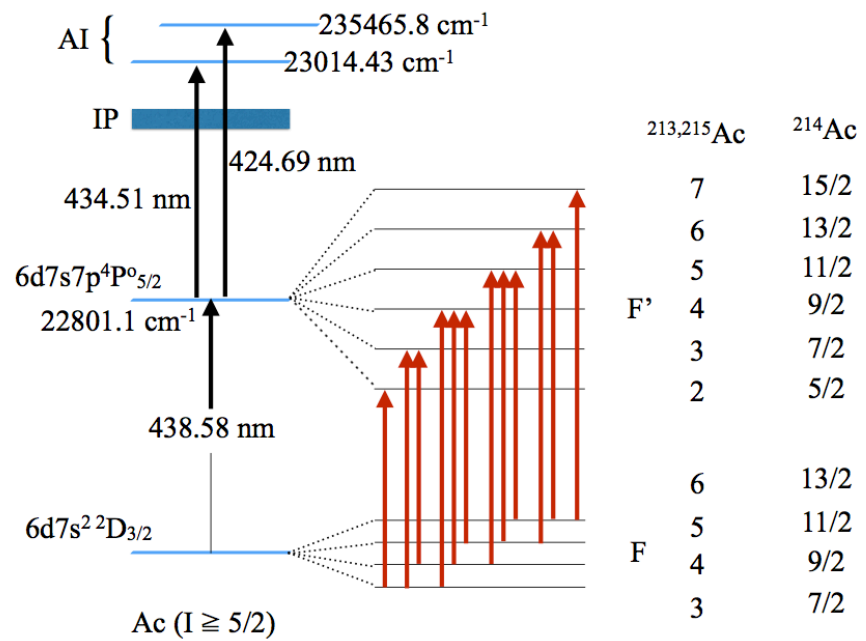 235465.8 cm⁻¹
AI {
23014.43 cm⁻¹
IP
424.69 nm
434.51 nm
²¹³,²¹⁵Ac ²¹⁴Ac
7 15/2
6 13/2
5 11/2
F’ 4 9/2
3 7/2
2 5/2
6d7s7p⁴Pᵒ₅/₂
22801.1 cm⁻¹
438.58 nm
6d7s² ²D₃/₂
6 13/2
5 11/2
F 4 9/2
3 7/2
Ac (I ≧ 5/2)